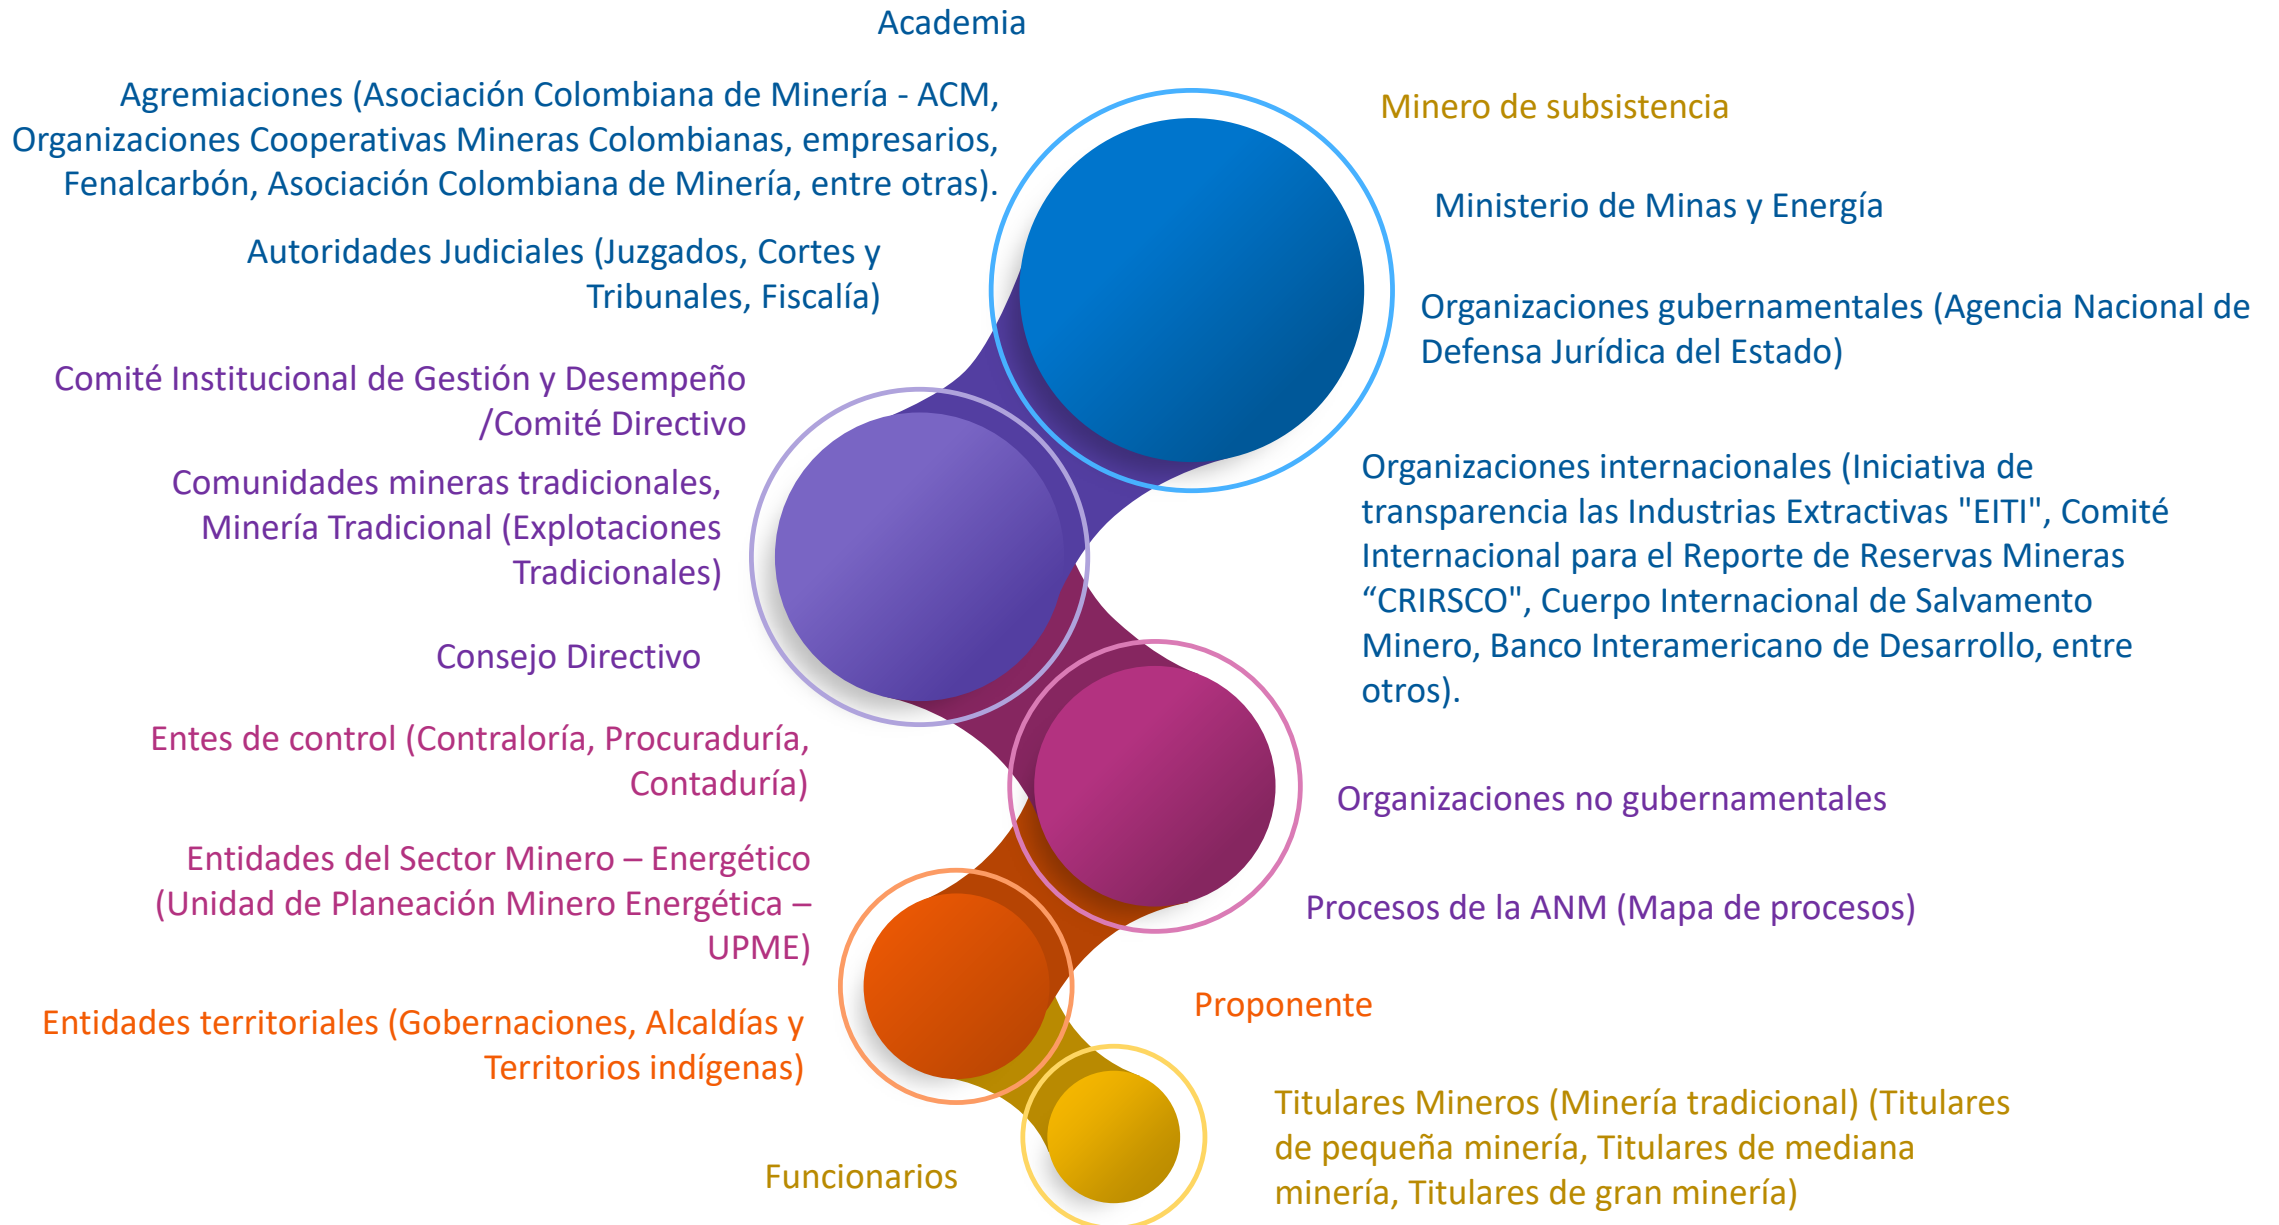 Academia
Agremiaciones (Asociación Colombiana de Minería - ACM,
Organizaciones Cooperativas Mineras Colombianas, empresarios,
Fenalcarbón, Asociación Colombiana de Minería, entre otras).
Autoridades Judiciales (Juzgados, Cortes y
Tribunales, Fiscalía)
Comité Institucional de Gestión y Desempeño
/Comité Directivo
Comunidades mineras tradicionales,
Minería Tradicional (Explotaciones
Tradicionales)
Consejo Directivo
Entes de control (Contraloría, Procuraduría,
Contaduría)
Entidades del Sector Minero – Energético
(Unidad de Planeación Minero Energética –
UPME)
Entidades territoriales (Gobernaciones, Alcaldías y
Territorios indígenas)
Funcionarios
Minero de subsistencia
Ministerio de Minas y Energía
Organizaciones gubernamentales (Agencia Nacional de
Defensa Jurídica del Estado)
Organizaciones internacionales (Iniciativa de
transparencia las Industrias Extractivas "EITI", Comité
Internacional para el Reporte de Reservas Mineras
“CRIRSCO", Cuerpo Internacional de Salvamento
Minero, Banco Interamericano de Desarrollo, entre
otros).
Organizaciones no gubernamentales
Procesos de la ANM (Mapa de procesos)
Proponente
Titulares Mineros (Minería tradicional) (Titulares
de pequeña minería, Titulares de mediana
minería, Titulares de gran minería)